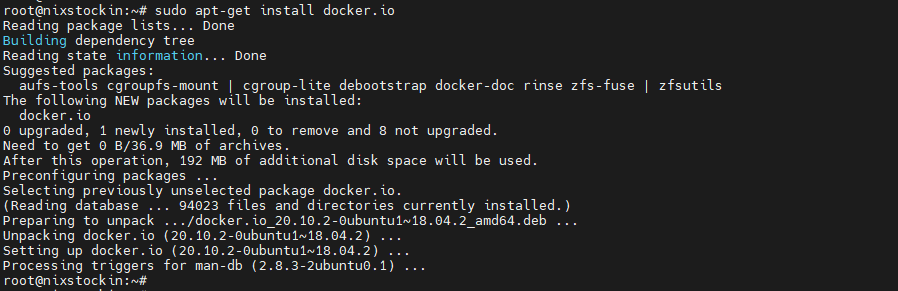 root@nixstockin:~# sudo apt-get install docker.io
Reading package lists... Done
Building dependency tree
Reading state information... Done
Suggested packages:
  aufs-tools cgroupfs-mount | cgroup-lite debootstrap docker-doc rinse zfs-fuse | zfsutils
The following NEW packages will be installed:
  docker.io
0 upgraded, 1 newly installed, 0 to remove and 8 not upgraded.
Need to get 0 B/36.9 MB of archives.
After this operation, 192 MB of additional disk space will be used.
Preconfiguring packages ...
Selecting previously unselected package docker.io.
(Reading database ... 94023 files and directories currently installed.)
Preparing to unpack .../docker.io_20.10.2-0ubuntu1~18.04.2_amd64.deb ...
Unpacking docker.io (20.10.2-0ubuntu1~18.04.2) ...
Setting up docker.io (20.10.2-0ubuntu1~18.04.2) ...
Processing triggers for man-db (2.8.3-2ubuntu0.1) ...
root@nixstockin:~#